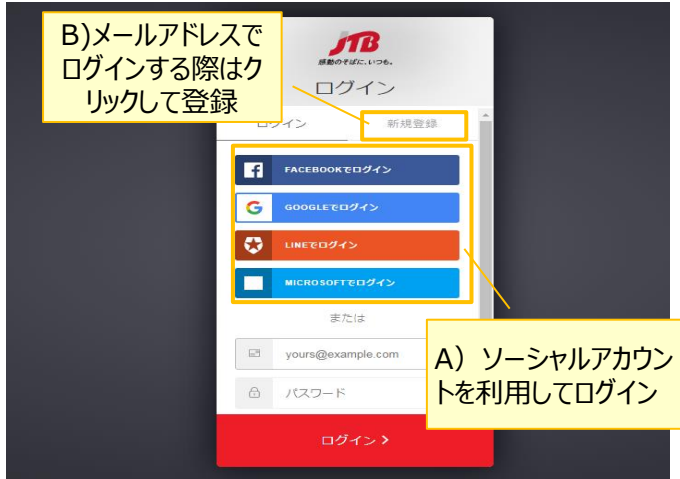 B)メールアドレスで
ログインする際はク
リックして登録
JTB
感動のそばに、いつも。
ログイン
ログイン
新規登録
FACEBOOKでログイン
GOOGLEでログイン
LINEでログイン
MICROSOFTでログイン
または
yours@example.com
パスワード
A）ソーシャルアカウン
トを利用してログイン
ログイン >